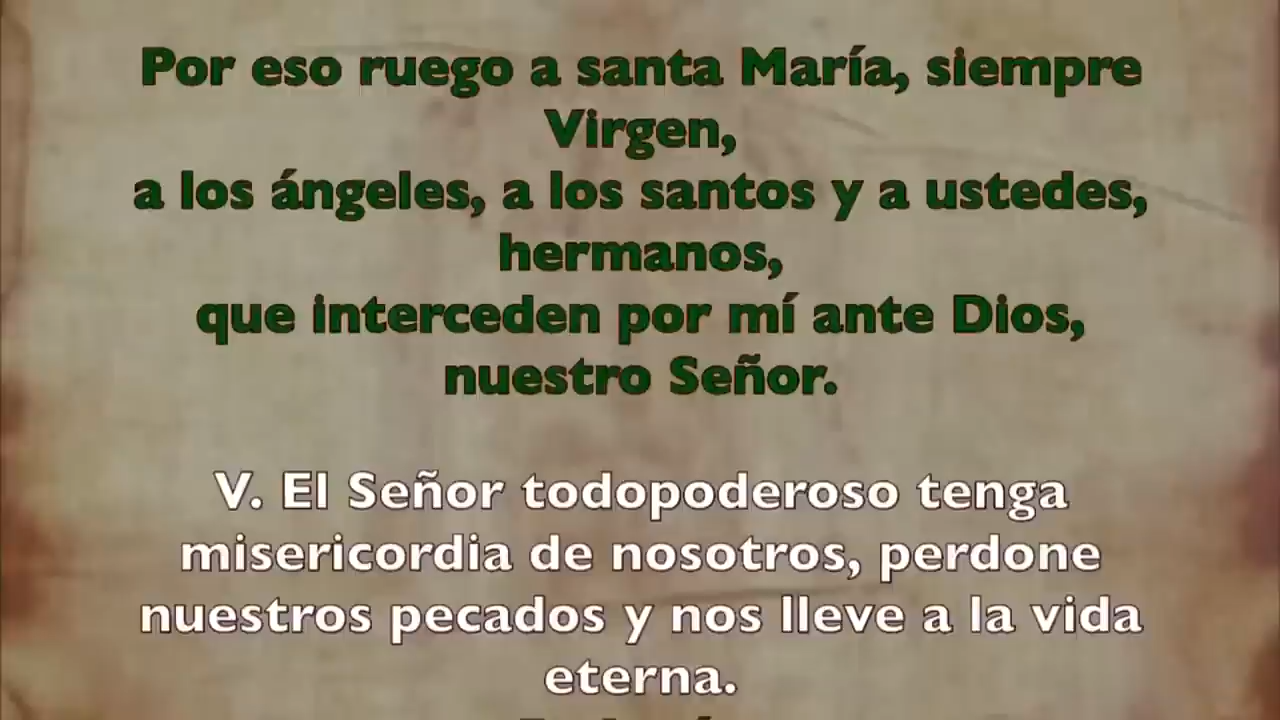 Por eso ruego a santa María, siempre
Virgen,
a los ángeles, a los santos y a ustedes,
hermanos,
que interceden por mí ante Dios,
nuestro Señor.
V. El Señor todopoderoso tenga
misericordia de nosotros, perdone
nuestros pecados y nos lleve a la vida
eterna.